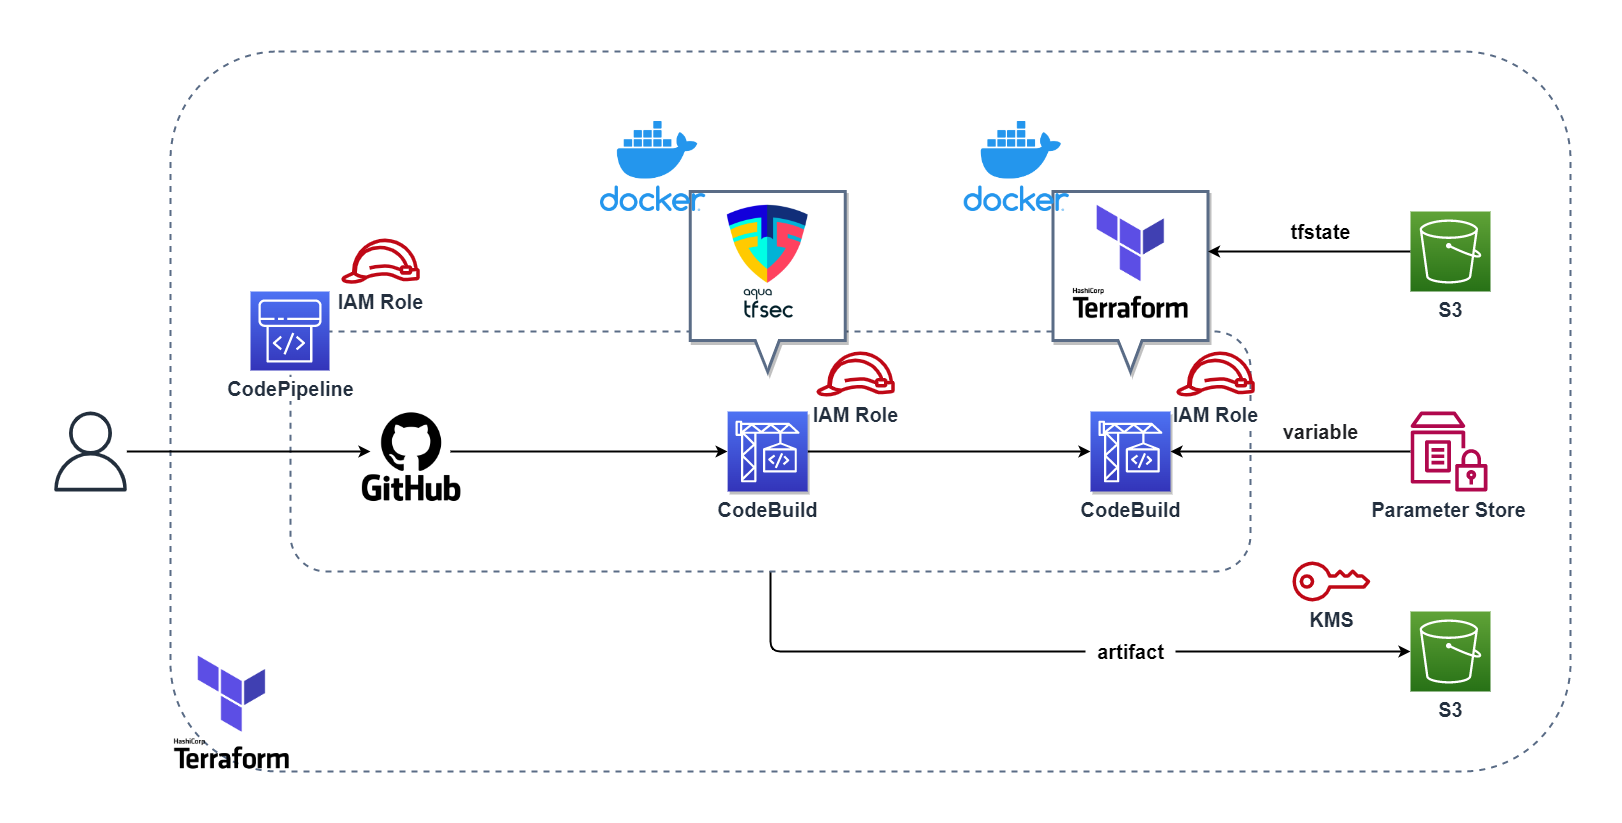 docker
docker
aqua
tfsec
HashiCorp
Terraform
tfstate
S3
IAM Role
CodePipeline
IAM Role
IAM Role
GitHub
variable
CodeBuild
CodeBuild
Parameter Store
KMS
artifact
S3
HashiCorp
Terraform